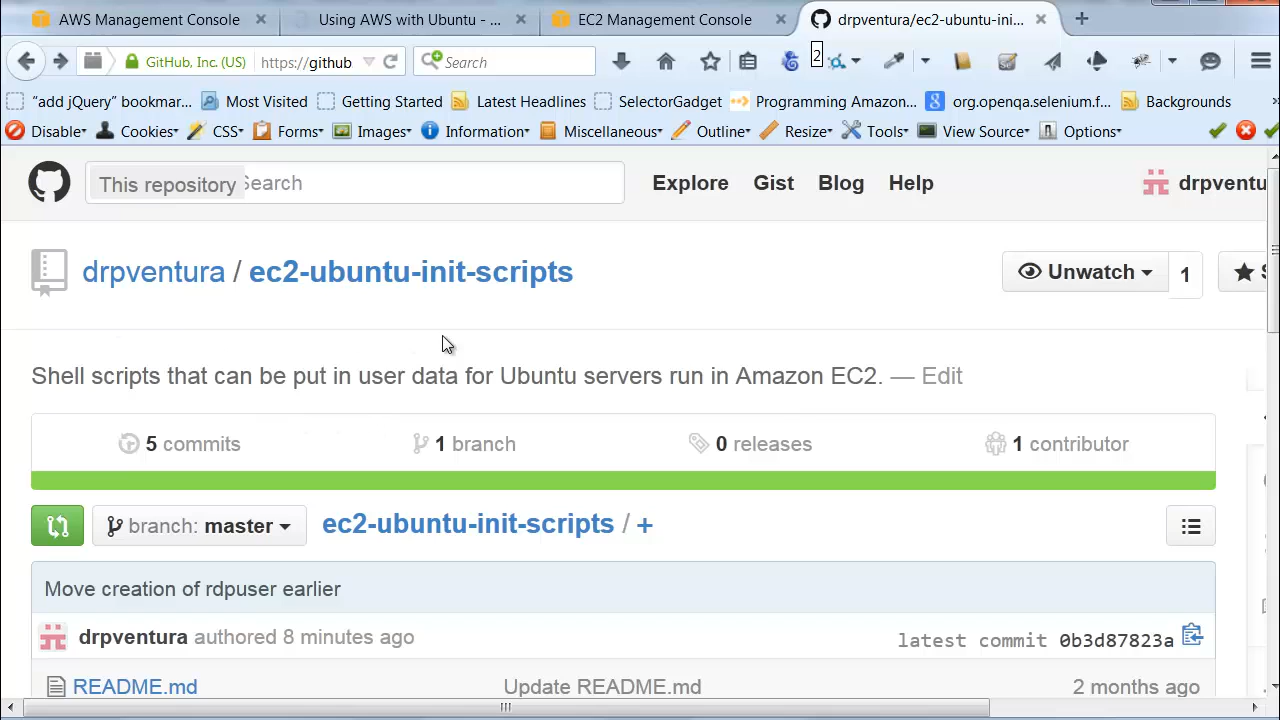 AWS Management Console
Using AWS with Ubuntu - ...
EC2 Management Console
drpventura/ec2-ubuntu-ini...
GitHub, Inc. (US)
https://github
Search
2
"add jQuery" bookmar...
Most Visited
Getting Started
Latest Headlines
SelectorGadget
Programming Amazon...
org.openqa.selenium.f...
Backgrounds
Disable
Cookies
CSS
Forms
Images
Information
Miscellaneous
Outline
Resize
Tools
View Source
Options
This repository
Search
Explore
Gist
Blog
Help
drpventu
drpventura / ec2-ubuntu-init-scripts
Unwatch
1
S
Shell scripts that can be put in user data for Ubuntu servers run in Amazon EC2. — Edit
5 commits
1 branch
0 releases
1 contributor
branch: master
ec2-ubuntu-init-scripts / +
Move creation of rdpuser earlier
drpventura authored 8 minutes ago
latest commit 0b3d87823a
README.md
Update README.md
2 months ago